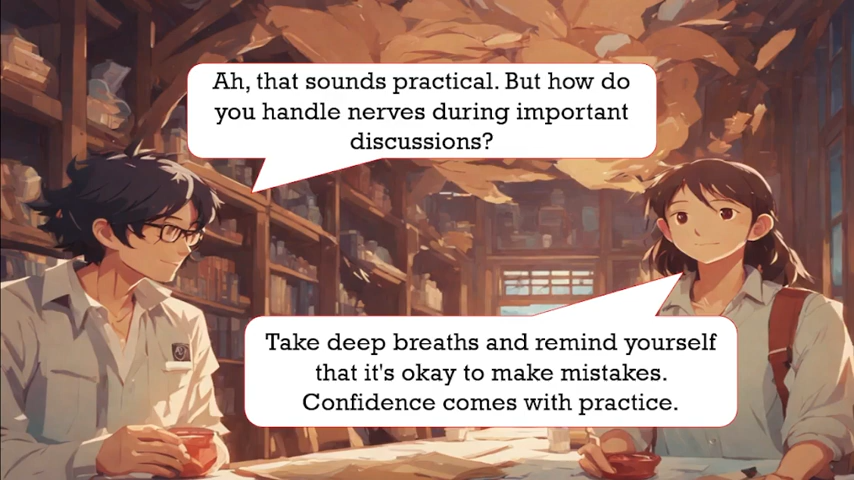 Ah, that sounds practical. But how do
you handle nerves during important
discussions?
Take deep breaths and remind yourself
that it's okay to make mistakes.
Confidence comes with practice.